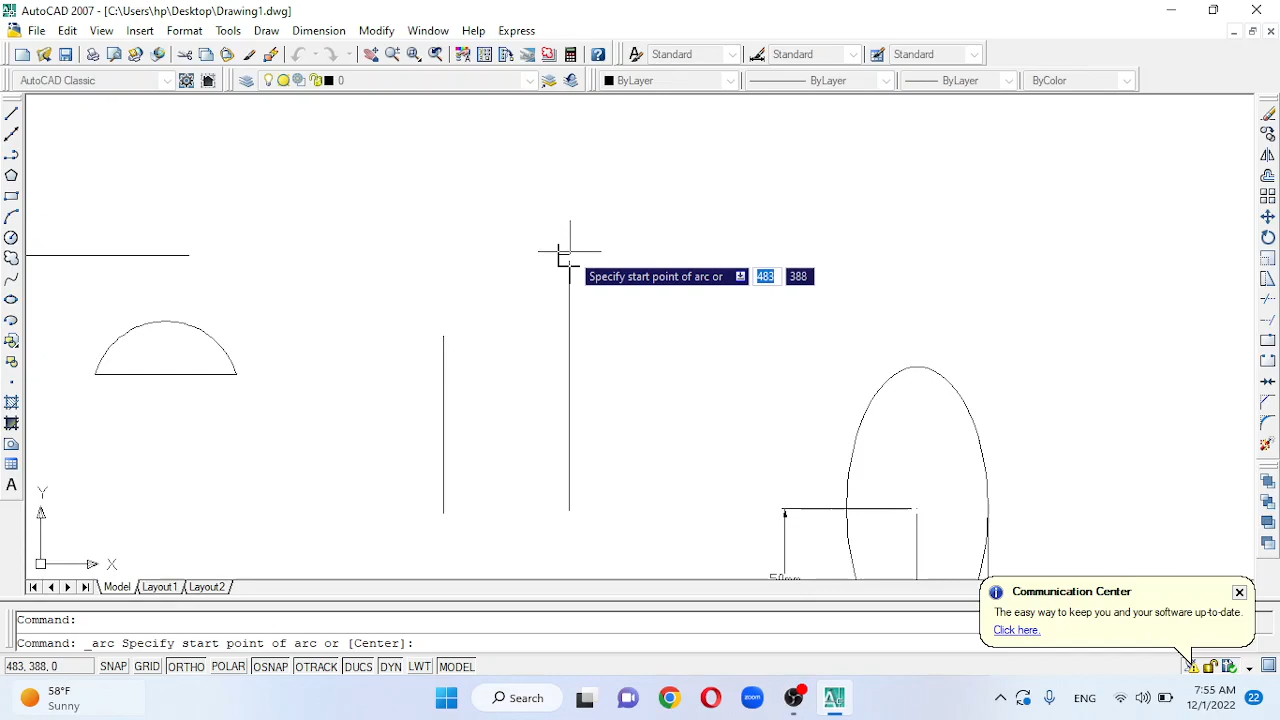 AutoCAD 2007 - [C:\Users\hp\Desktop\Drawing1.dwg]
File Edit View Insert Format Tools Draw Dimension Modify Window Help Express
Standard Standard Standard
AutoCAD Classic 0 ByLayer ByLayer ByLayer ByColor
Specify start point of arc or 483 388
Y
X
Model Layout1 Layout2
Communication Center
The easy way to keep you and your software up-to-date.
Click here.
Command:
Command: _arc Specify start point of arc or [Center]:
483, 388, 0 SNAP GRID ORTHO POLAR OSNAP OTRACK DUCS DYN LWT MODEL
58°F
Sunny
Search
zoom
ENG
7:55 AM
12/1/2022
22